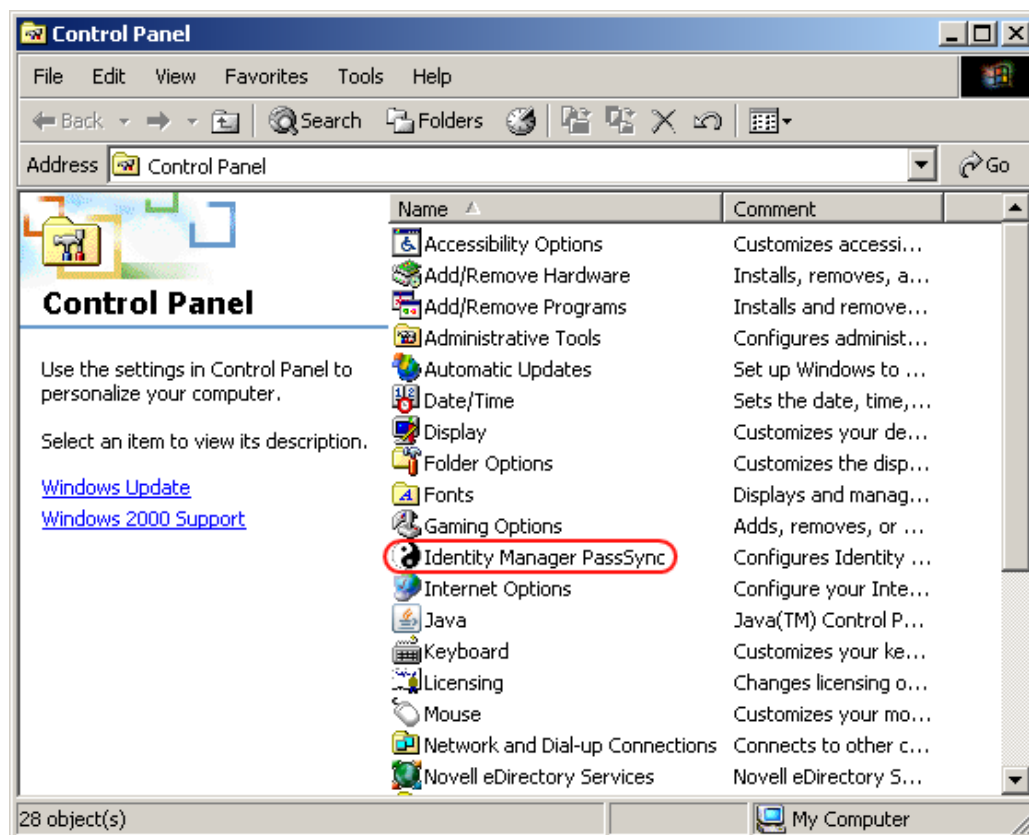 Control Panel
File Edit View Favorites Tools Help
Back Search Folders
Address Control Panel Go
Control Panel
Use the settings in Control Panel to
personalize your computer.
Select an item to view its description.
Windows Update
Windows 2000 Support
Name Comment
Accessibility Options Customizes accessi...
Add/Remove Hardware Installs, removes, a...
Add/Remove Programs Installs and remove...
Administrative Tools Configures administ...
Automatic Updates Set up Windows to ...
Date/Time Sets the date, time,...
Display Customizes your de...
Folder Options Customizes the disp...
Fonts Displays and manag...
Gaming Options Adds, removes, or ...
Identity Manager PassSync Configures Identity ...
Internet Options Configure your Inte...
Java Java(TM) Control P...
Keyboard Customizes your ke...
Licensing Changes licensing o...
Mouse Customizes your mo...
Network and Dial-up Connections Connects to other c...
Novell eDirectory Services Novell eDirectory S...
28 object(s) My Computer